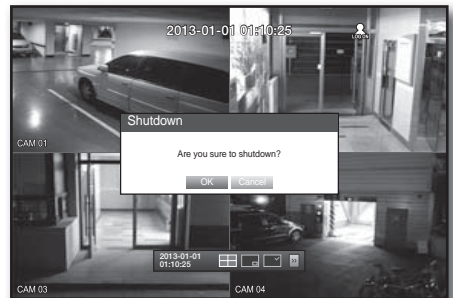 2013-01-01 01:10:25
LOG ON
CAM 01
Shutdown
Are you sure to shutdown?
OK Cancel
2013-01-01
01:10:25
CAM 03
CAM 04